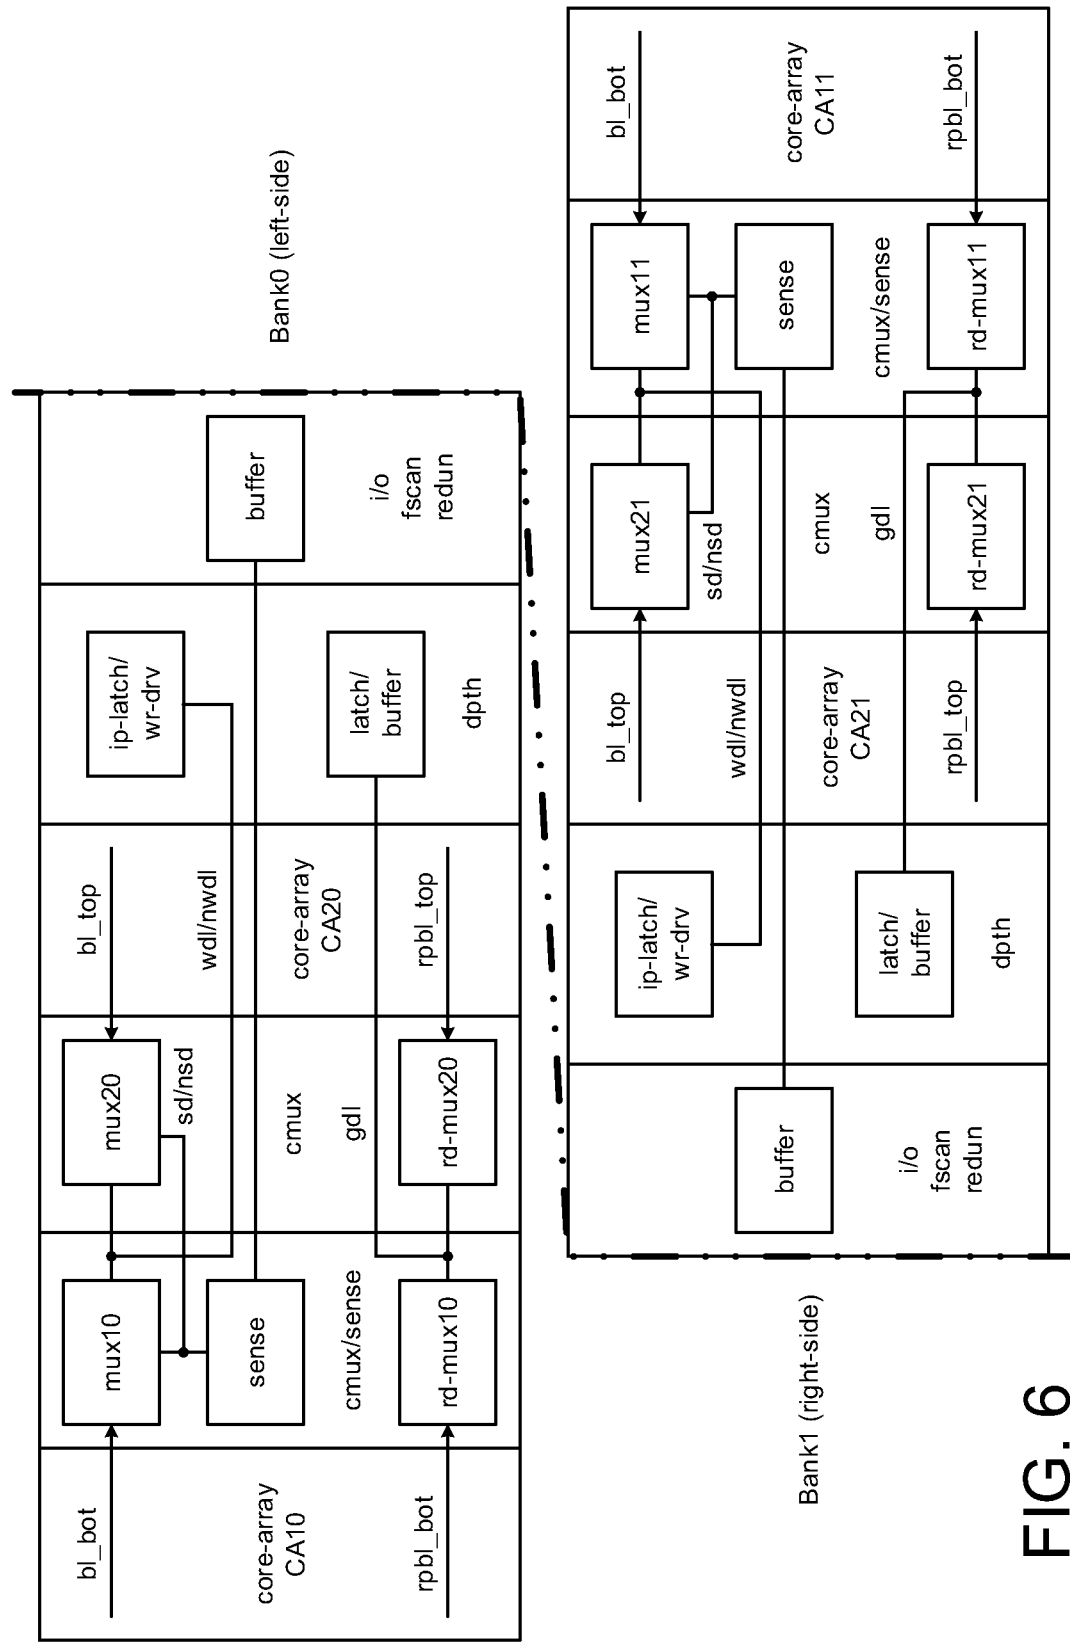 bl_bot
core-array
CA10
rpbl_bot
mux10
sense
cmux/sense
rd-mux10
mux20
sd/nsd
cmux
gdl
rd-mux20
bl_top
wdl/nwdl
core-array
CA20
rpbl_top
ip-latch/
wr-drv
latch/
buffer
dpth
buffer
i/o
fscan
redun
Bank0 (left-side)
Bank1 (right-side)
buffer
i/o
fscan
redun
ip-latch/
wr-drv
latch/
buffer
dpth
bl_top
wdl/nwdl
core-array
CA21
rpbl_top
mux21
sd/nsd
cmux
gdl
rd-mux21
mux11
sense
cmux/sense
rd-mux11
bl_bot
core-array
CA11
rpbl_bot
FIG. 6